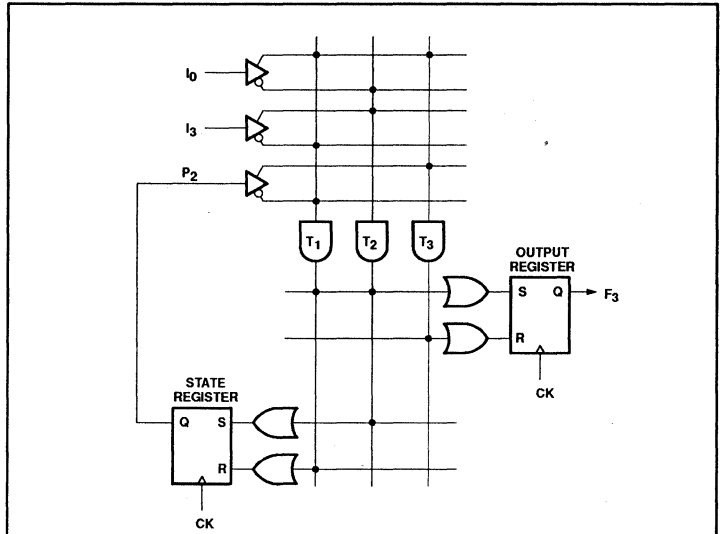 I0
I3
P2
T1 T2 T3
OUTPUT
REGISTER
S Q F3
R
CK
STATE
REGISTER
Q S
R
CK